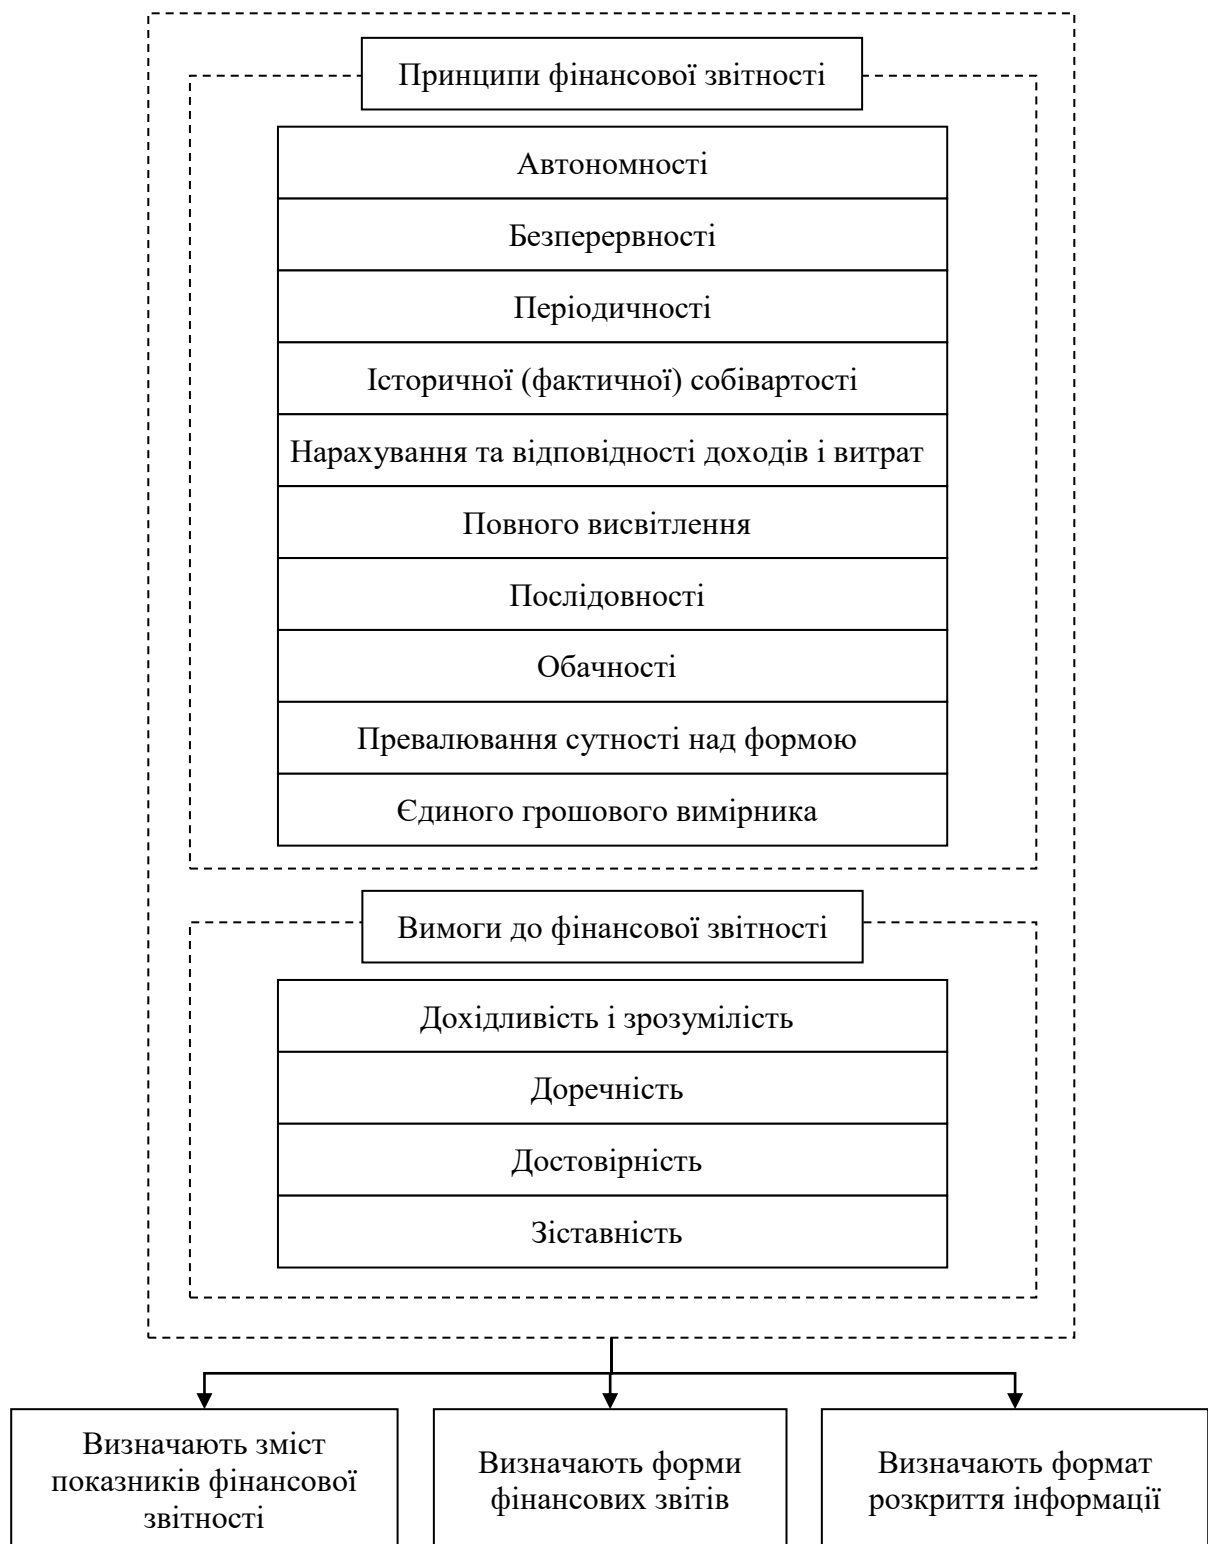 Принципи фінансової звітності
Автономності
Безперервності
Періодичності
Історичної (фактичної) собівартості
Нарахування та відповідності доходів і витрат
Повного висвітлення
Послідовності
Обачності
Превалювання сутності над формою
Єдиного грошового вимірника
Вимоги до фінансової звітності
Дохідливість і зрозумілість
Доречність
Достовірність
Зіставність
Визначають зміст
показників фінансової
звітності
Визначають форми
фінансових звітів
Визначають формат
розкриття інформації